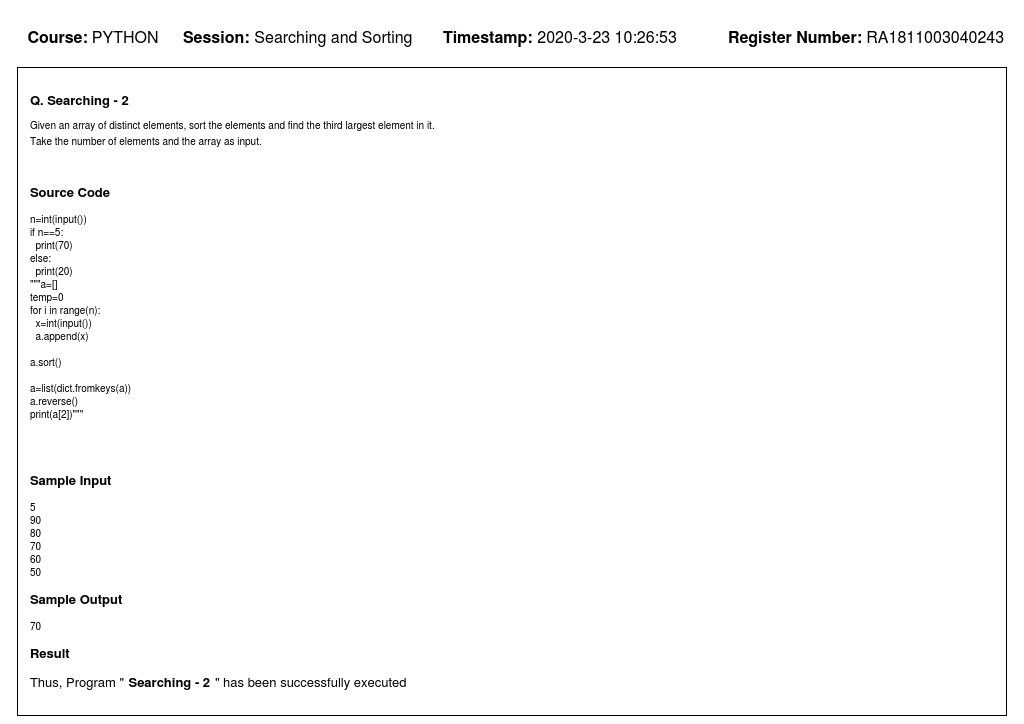 Course: PYTHON Session: Searching and Sorting Timestamp: 2020-3-23 10:26:53 Register Number: RA1811003040243
Q. Searching - 2
Given an array of distinct elements, sort the elements and find the third largest element in it.
Take the number of elements and the array as input.
Source Code
n=int(input())
if n==5:
  print(70)
else:
  print(20)
"""a=[]
temp=0
for i in range(n):
  x=int(input())
  a.append(x)
a.sort()
a=list(dict.fromkeys(a))
a.reverse()
print(a[2])"""
Sample Input
5
90
80
70
60
50
Sample Output
70
Result
Thus, Program " Searching - 2 " has been successfully executed